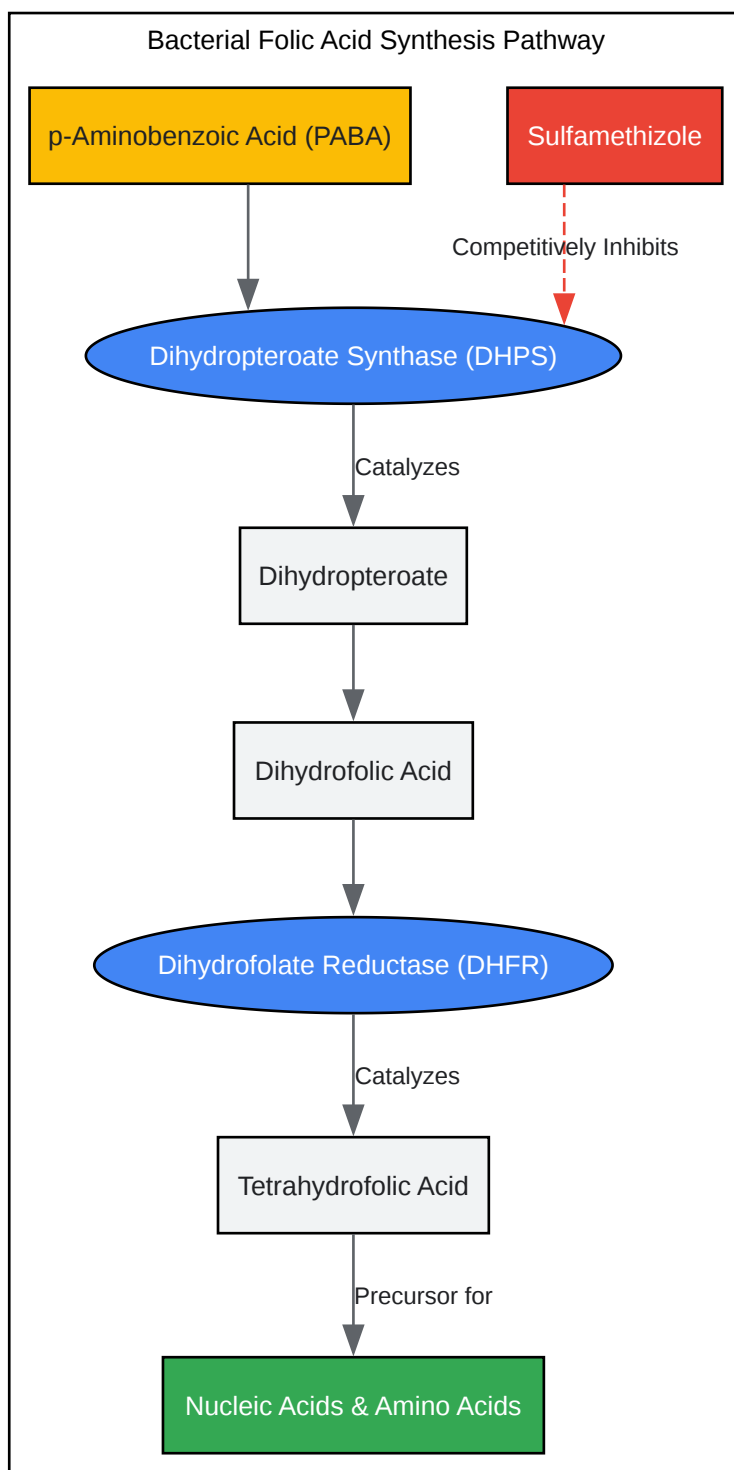 Bacterial Folic Acid Synthesis Pathway
p-Aminobenzoic Acid (PABA)
Sulfamethizole
Competitively Inhibits
Dihydropteroate Synthase (DHPS)
Catalyzes
Dihydropteroate
Dihydrofolic Acid
Dihydrofolate Reductase (DHFR)
Catalyzes
Tetrahydrofolic Acid
Precursor for
Nucleic Acids & Amino Acids